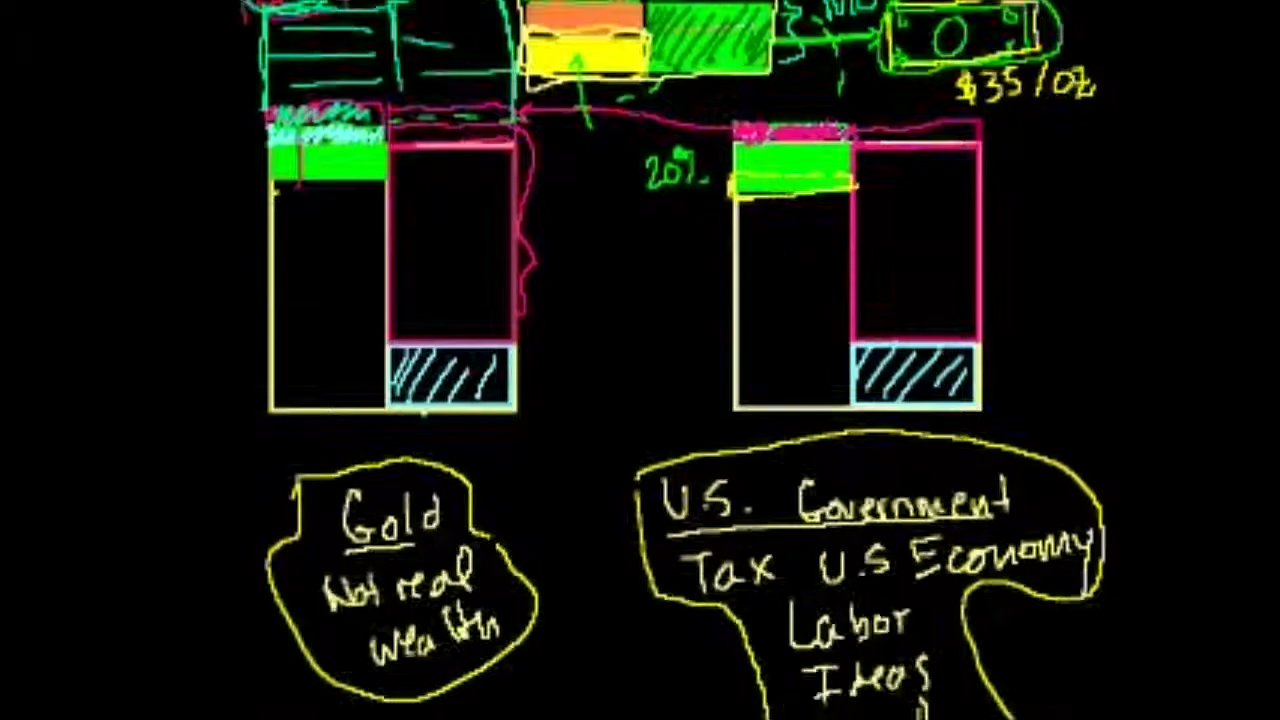 $35/oz
20%
Gold
Not real
wealth
U.S. Government
Tax U.S Economy
Labor
Ideas